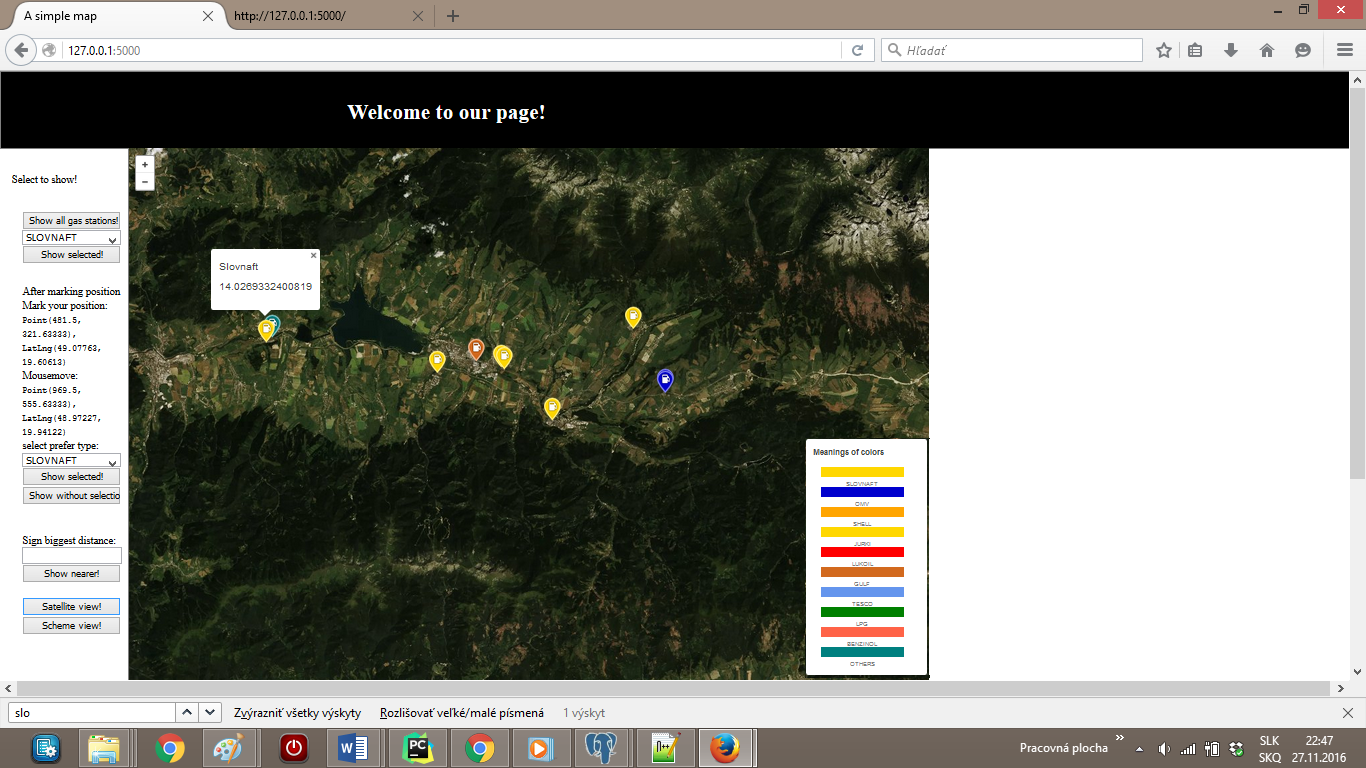 A simple map
http://127.0.0.1:5000/
127.0.0.1:5000
Hľadať
Welcome to our page!
Select to show!
Show all gas stations!
SLOVNAFT
Show selected!
After marking position
Mark your position:
Point(481.5,
321.63333),
LatLng(49.07763,
19.60613)
Mousemove:
Point(969.5,
555.63333),
LatLng(48.97227,
19.94122)
select prefer type:
SLOVNAFT
Show selected!
Show without selectio
Sign biggest distance:
Show nearer!
Satellite view!
Scheme view!
+
-
Slovnaft
14.0269332400819
×
Meanings of colors
SLOVNAFT
OMV
SHELL
JURKI
LUKOIL
GULF
TESCO
LPG
BENZINOL
OTHERS
slo
Zvýrazniť všetky výskyty
Rozlišovať veľké/malé písmená
1 výskyt
PC
N++
Pracovná plocha
SLK
SKQ
22:47
27.11.2016